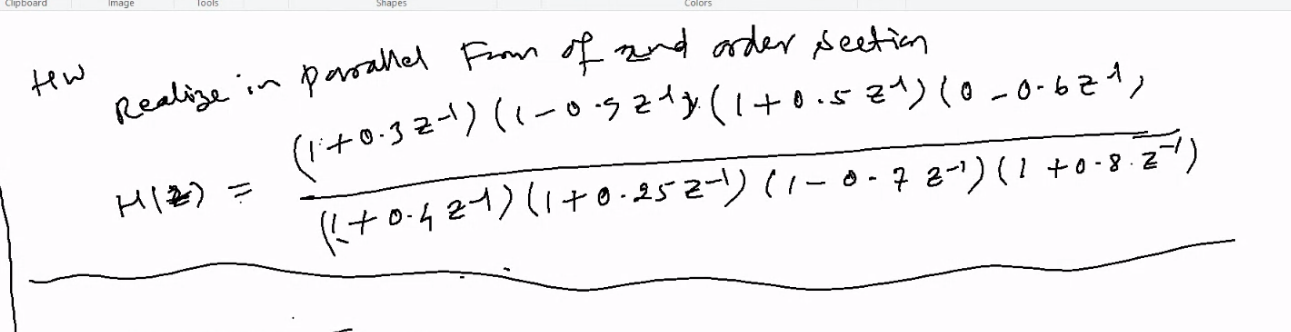 Clipboard Image Tools Shapes Colors
HW Realize in parallel Form of 2nd order section
H(z) = (1+0.3z^-1)(1-0.5z^-1)(1+0.5z^-1)(0-0.6z^-1)
(1+0.4z^-1)(1+0.25z^-1)(1-0.7z^-1)(1+0.8z^-1)